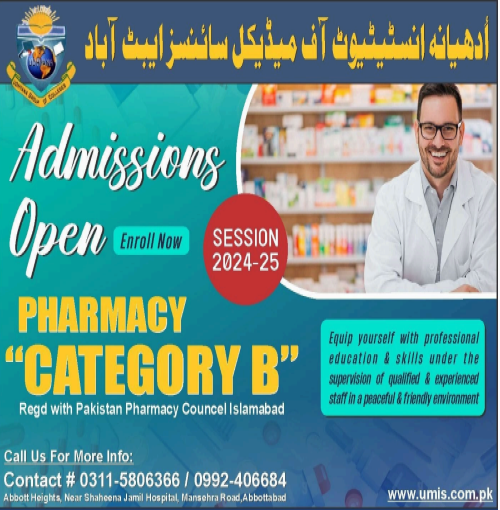 أدھیانہ انسٹیٹیوٹ آف میڈیکل سائنسز ایبٹ آباد
Admissions
Open
Enroll Now
SESSION
2024-25
PHARMACY
“CATEGORY B”
Regd with Pakistan Pharmacy Councel Islamabad
Equip yourself with professional
education & skills under the
supervision of qualified & experienced
staff in a peaceful & friendly environment
Call Us For More Info:
Contact # 0311-5806366 / 0992-406684
Abbott Heights, Near Shaheena Jamil Hospital, Mansehra Road,Abbottabad
www.umis.com.pk